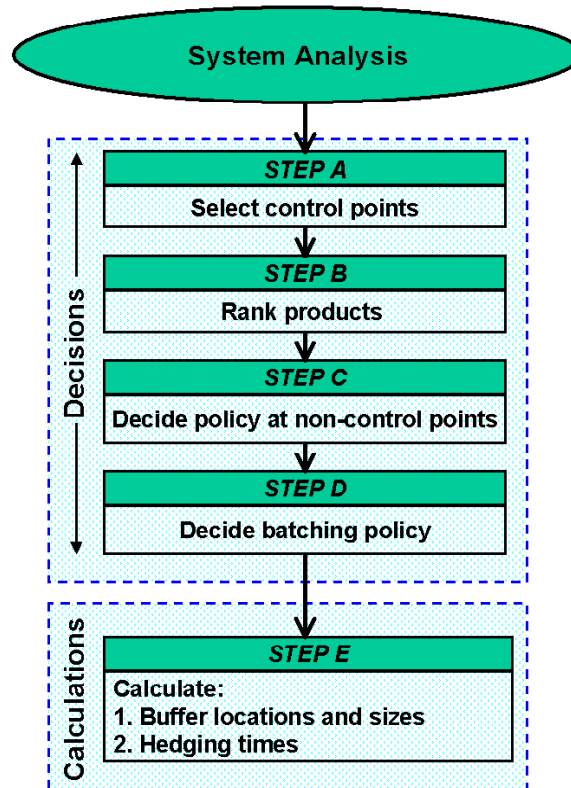 System Analysis
Decisions
STEP A
Select control points
STEP B
Rank products
STEP C
Decide policy at non-control points
STEP D
Decide batching policy
Calculations
STEP E
Calculate:
1. Buffer locations and sizes
2. Hedging times